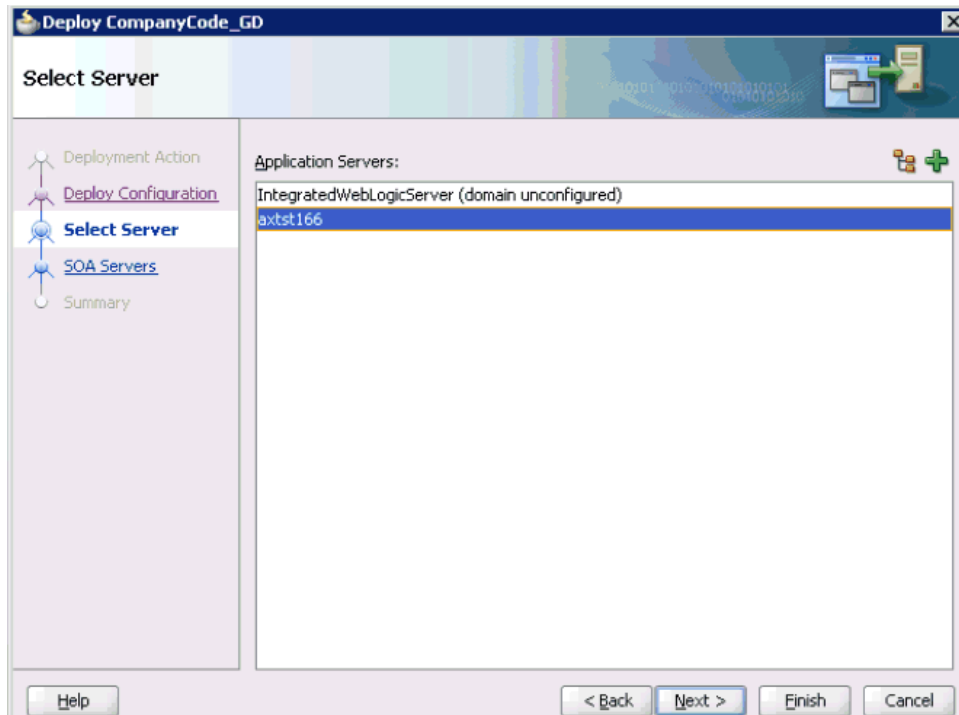 Deploy CompanyCode_GD
Select Server
Deployment Action
Deploy Configuration
Select Server
SOA Servers
Summary
Application Servers:
IntegratedWebLogicServer (domain unconfigured)
axtst166
Help
< Back
Next >
Finish
Cancel